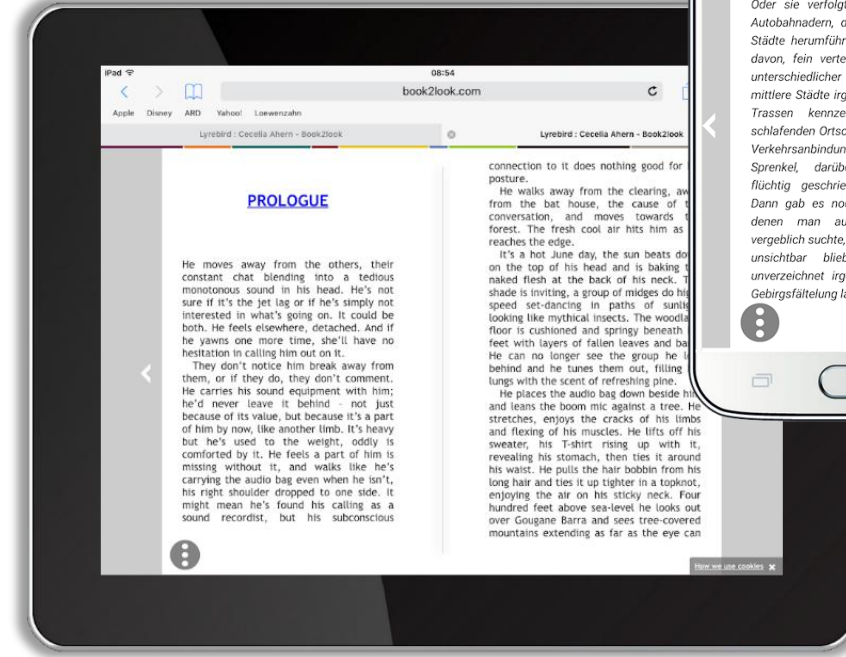 iPad
08:54
book2look.com
Apple Disney ARD Yahoo! Loewenzahn
Lyrebird : Cecelia Ahern - Book2look
Lyrebird : Cecelia Ahern - Book2look
PROLOGUE
He moves away from the others, their
constant chat blending into a tedious
monotonous sound in his head. He's not
sure if it's the jet lag or if he's simply not
interested in what's going on. It could be
both. He feels elsewhere, detached. And if
he yawns one more time, she'll have no
hesitation in calling him out on it.
They don't notice him break away from
them, or if they do, they don't comment.
He carries his sound equipment with him;
he'd never leave it behind – not just
because of its value, but because it's a part
of him by now, like another limb. It's heavy
but he's used to the weight, oddly is
comforted by it. He feels a part of him is
missing without it, and walks like he's
carrying the audio bag even when he isn't,
his right shoulder dropped to one side. It
might mean he's found his calling as a
sound recordist, but his subconscious
connection to it does nothing good for
posture.
He walks away from the clearing,
from the bat house, the cause of
conversation, and moves towards
forest. The fresh cool air hits him as
reaches the edge.
It's a hot June day, the sun beats
on the top of his head and is baking
naked flesh at the back of his neck.
shade is inviting, a group of midges do
speed set-dancing in paths of
looking like mythical insects. The
floor is cushioned and springy beneath
feet with layers of fallen leaves and
He can no longer see the group he
behind and he tunes them out, filling
lungs with the scent of refreshing pine.
He places the audio bag down beside
and leans the boom mic against a tree. He
stretches, enjoys the cracks of his limbs
and flexing of his muscles. He lifts off his
sweater, his T-shirt rising up with it,
revealing his stomach, then ties it around
his waist. He pulls the hair bobbin from his
long hair and ties it up tighter in a topknot,
enjoying the air on his sticky neck. Four
hundred feet above sea-level he looks out
over Gougane Barra and sees tree-covered
mountains extending as far as the eye can
How we use cookies
Oder sie
Autobahnadern,
Städte
davon, fein
unterschiedlicher
mittlere Städte
Trassen
schlafenden
Sprenkel,
flüchtig
Dann gab es
denen man
vergeblich suchte,
unsichtbar
unverzeichnet